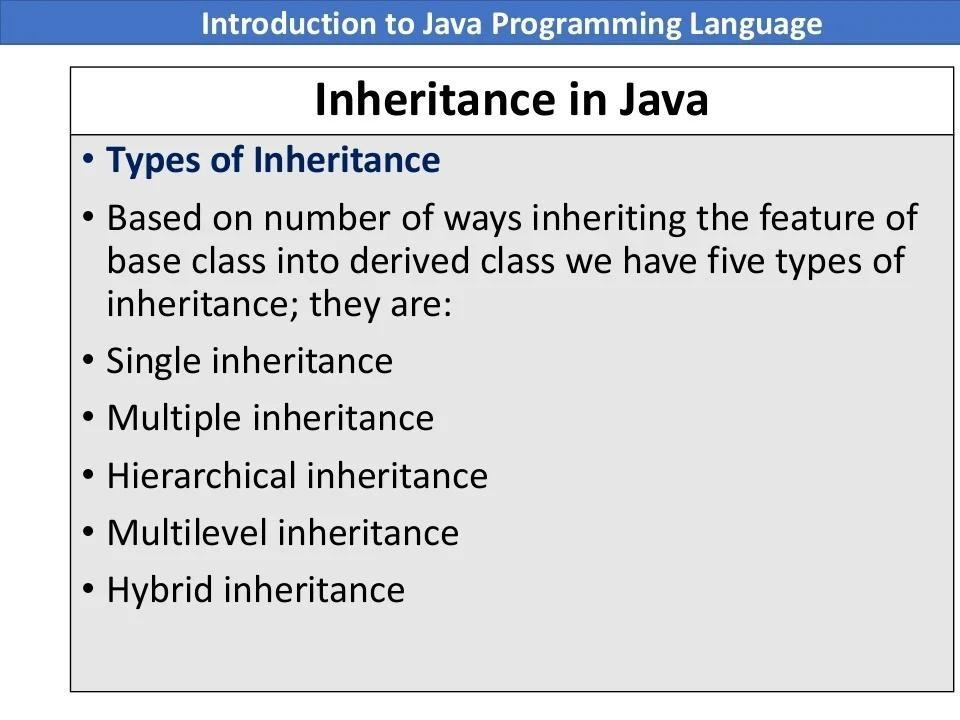 Introduction to Java Programming Language
Inheritance in Java
• Types of Inheritance
• Based on number of ways inheriting the feature of
base class into derived class we have five types of
inheritance; they are:
• Single inheritance
• Multiple inheritance
• Hierarchical inheritance
• Multilevel inheritance
• Hybrid inheritance